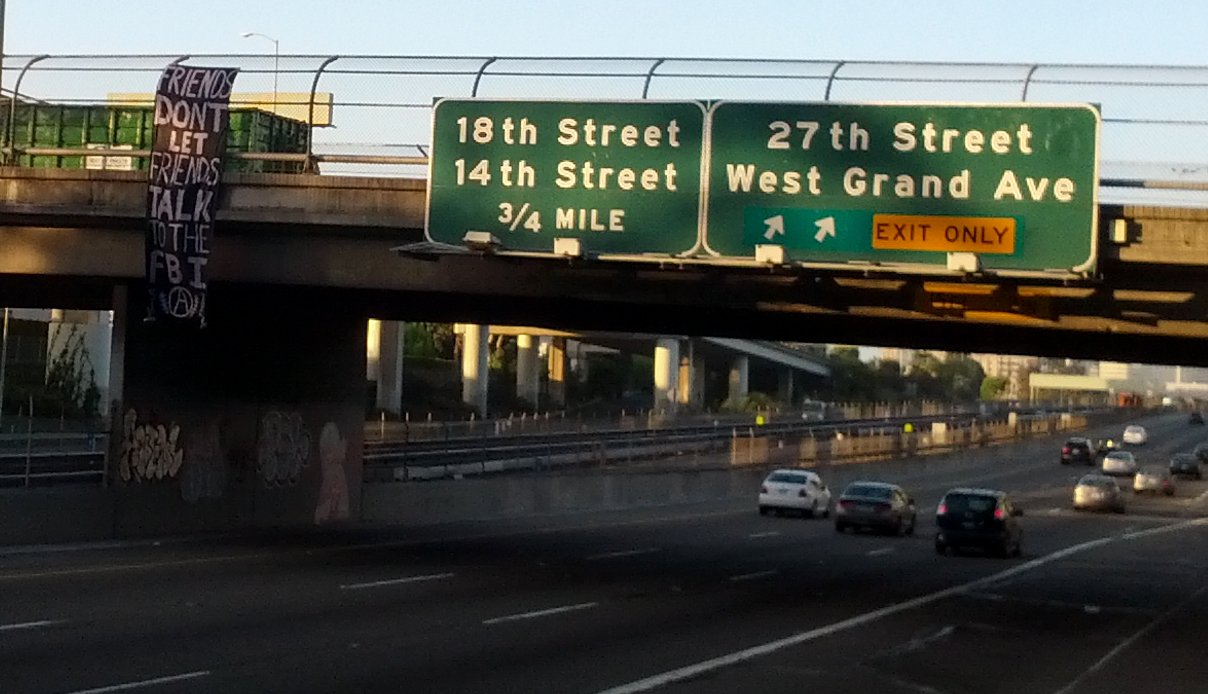 FRIENDS
DONT
LET
FRIENDS
TALK
TO THE
FBI
18th Street
14th Street
3/4 MILE
27th Street
West Grand Ave
EXIT ONLY